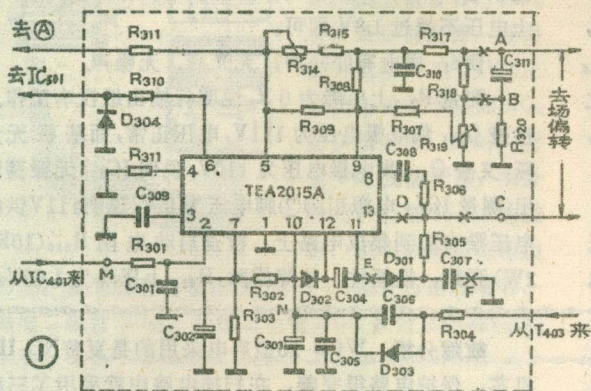 去Ⓐ
R311
R315
R317
A
R314
C310
R318
C311
去IC501
R310
R308
B
D304
R309
R307
R319
R320
去场偏转
R311
4
6
5
9
8
C308
R306
C309
3
TEA2015A
13
D
C
2
7
1
10
12
11
R301
R305
从IC401来
M
E
D301
C307
C301
R302
D302
C304
F
C302
R303
N
C306
R304
从T403来
C301
C305
D303
①